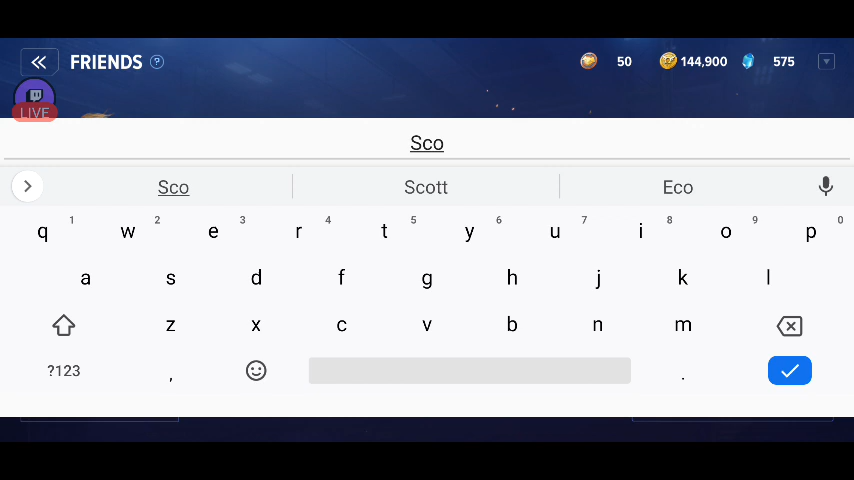 FRIENDS ?
50 144,900 575
LIVE
Sco
Sco Scott Eco
q 1 w 2 e 3 r 4 t 5 y 6 u 7 i 8 o 9 p 0
a s d f g h j k l
z x c v b n m
?123 , .